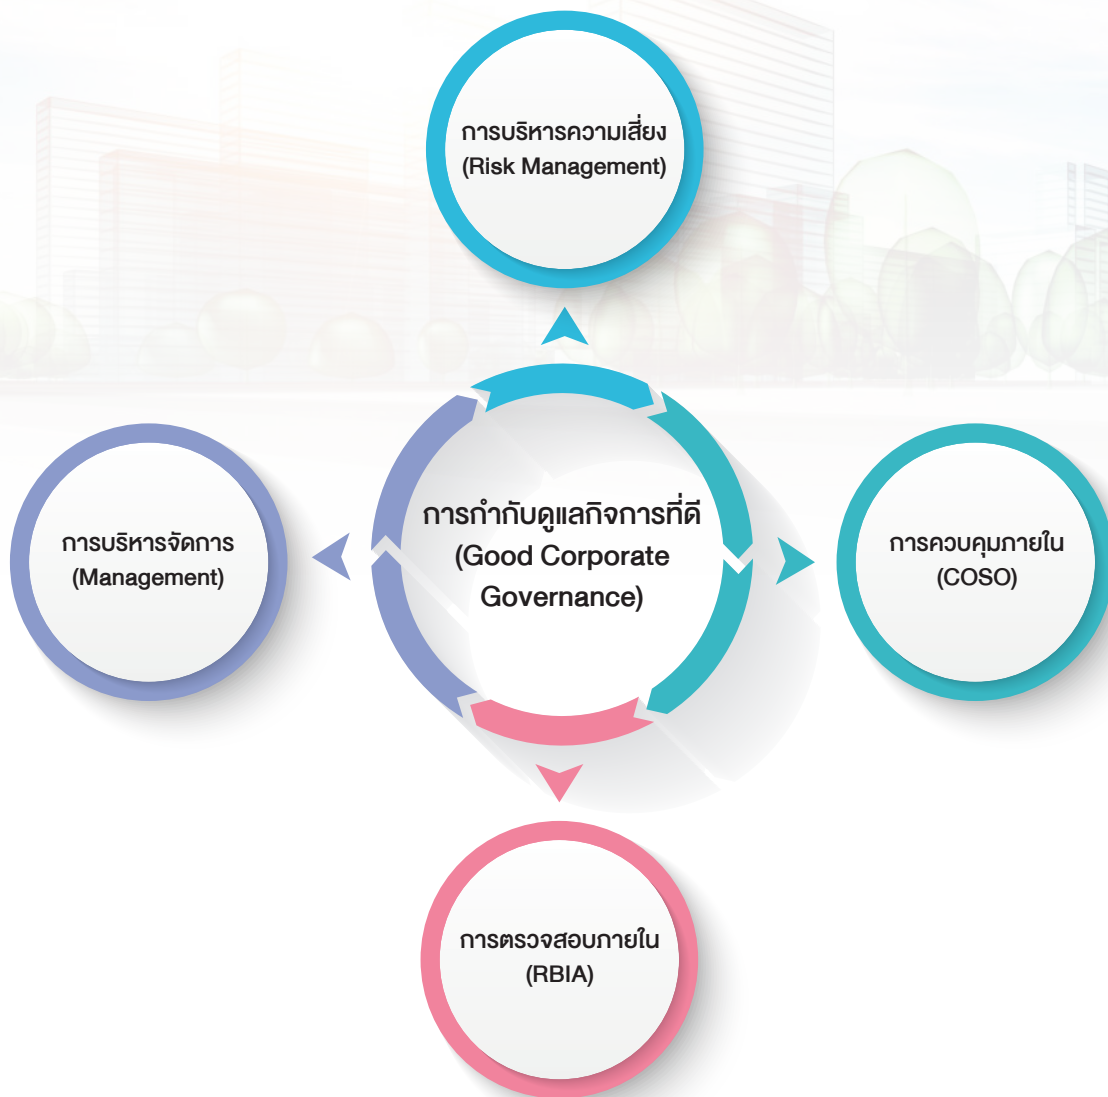 การบริหารความเสี่ยง
(Risk Management)
การบริหารจัดการ
(Management)
การกำกับดูแลกิจการที่ดี
(Good Corporate
Governance)
การควบคุมภายใน
(COSO)
การตรวจสอบภายใน
(RBIA)